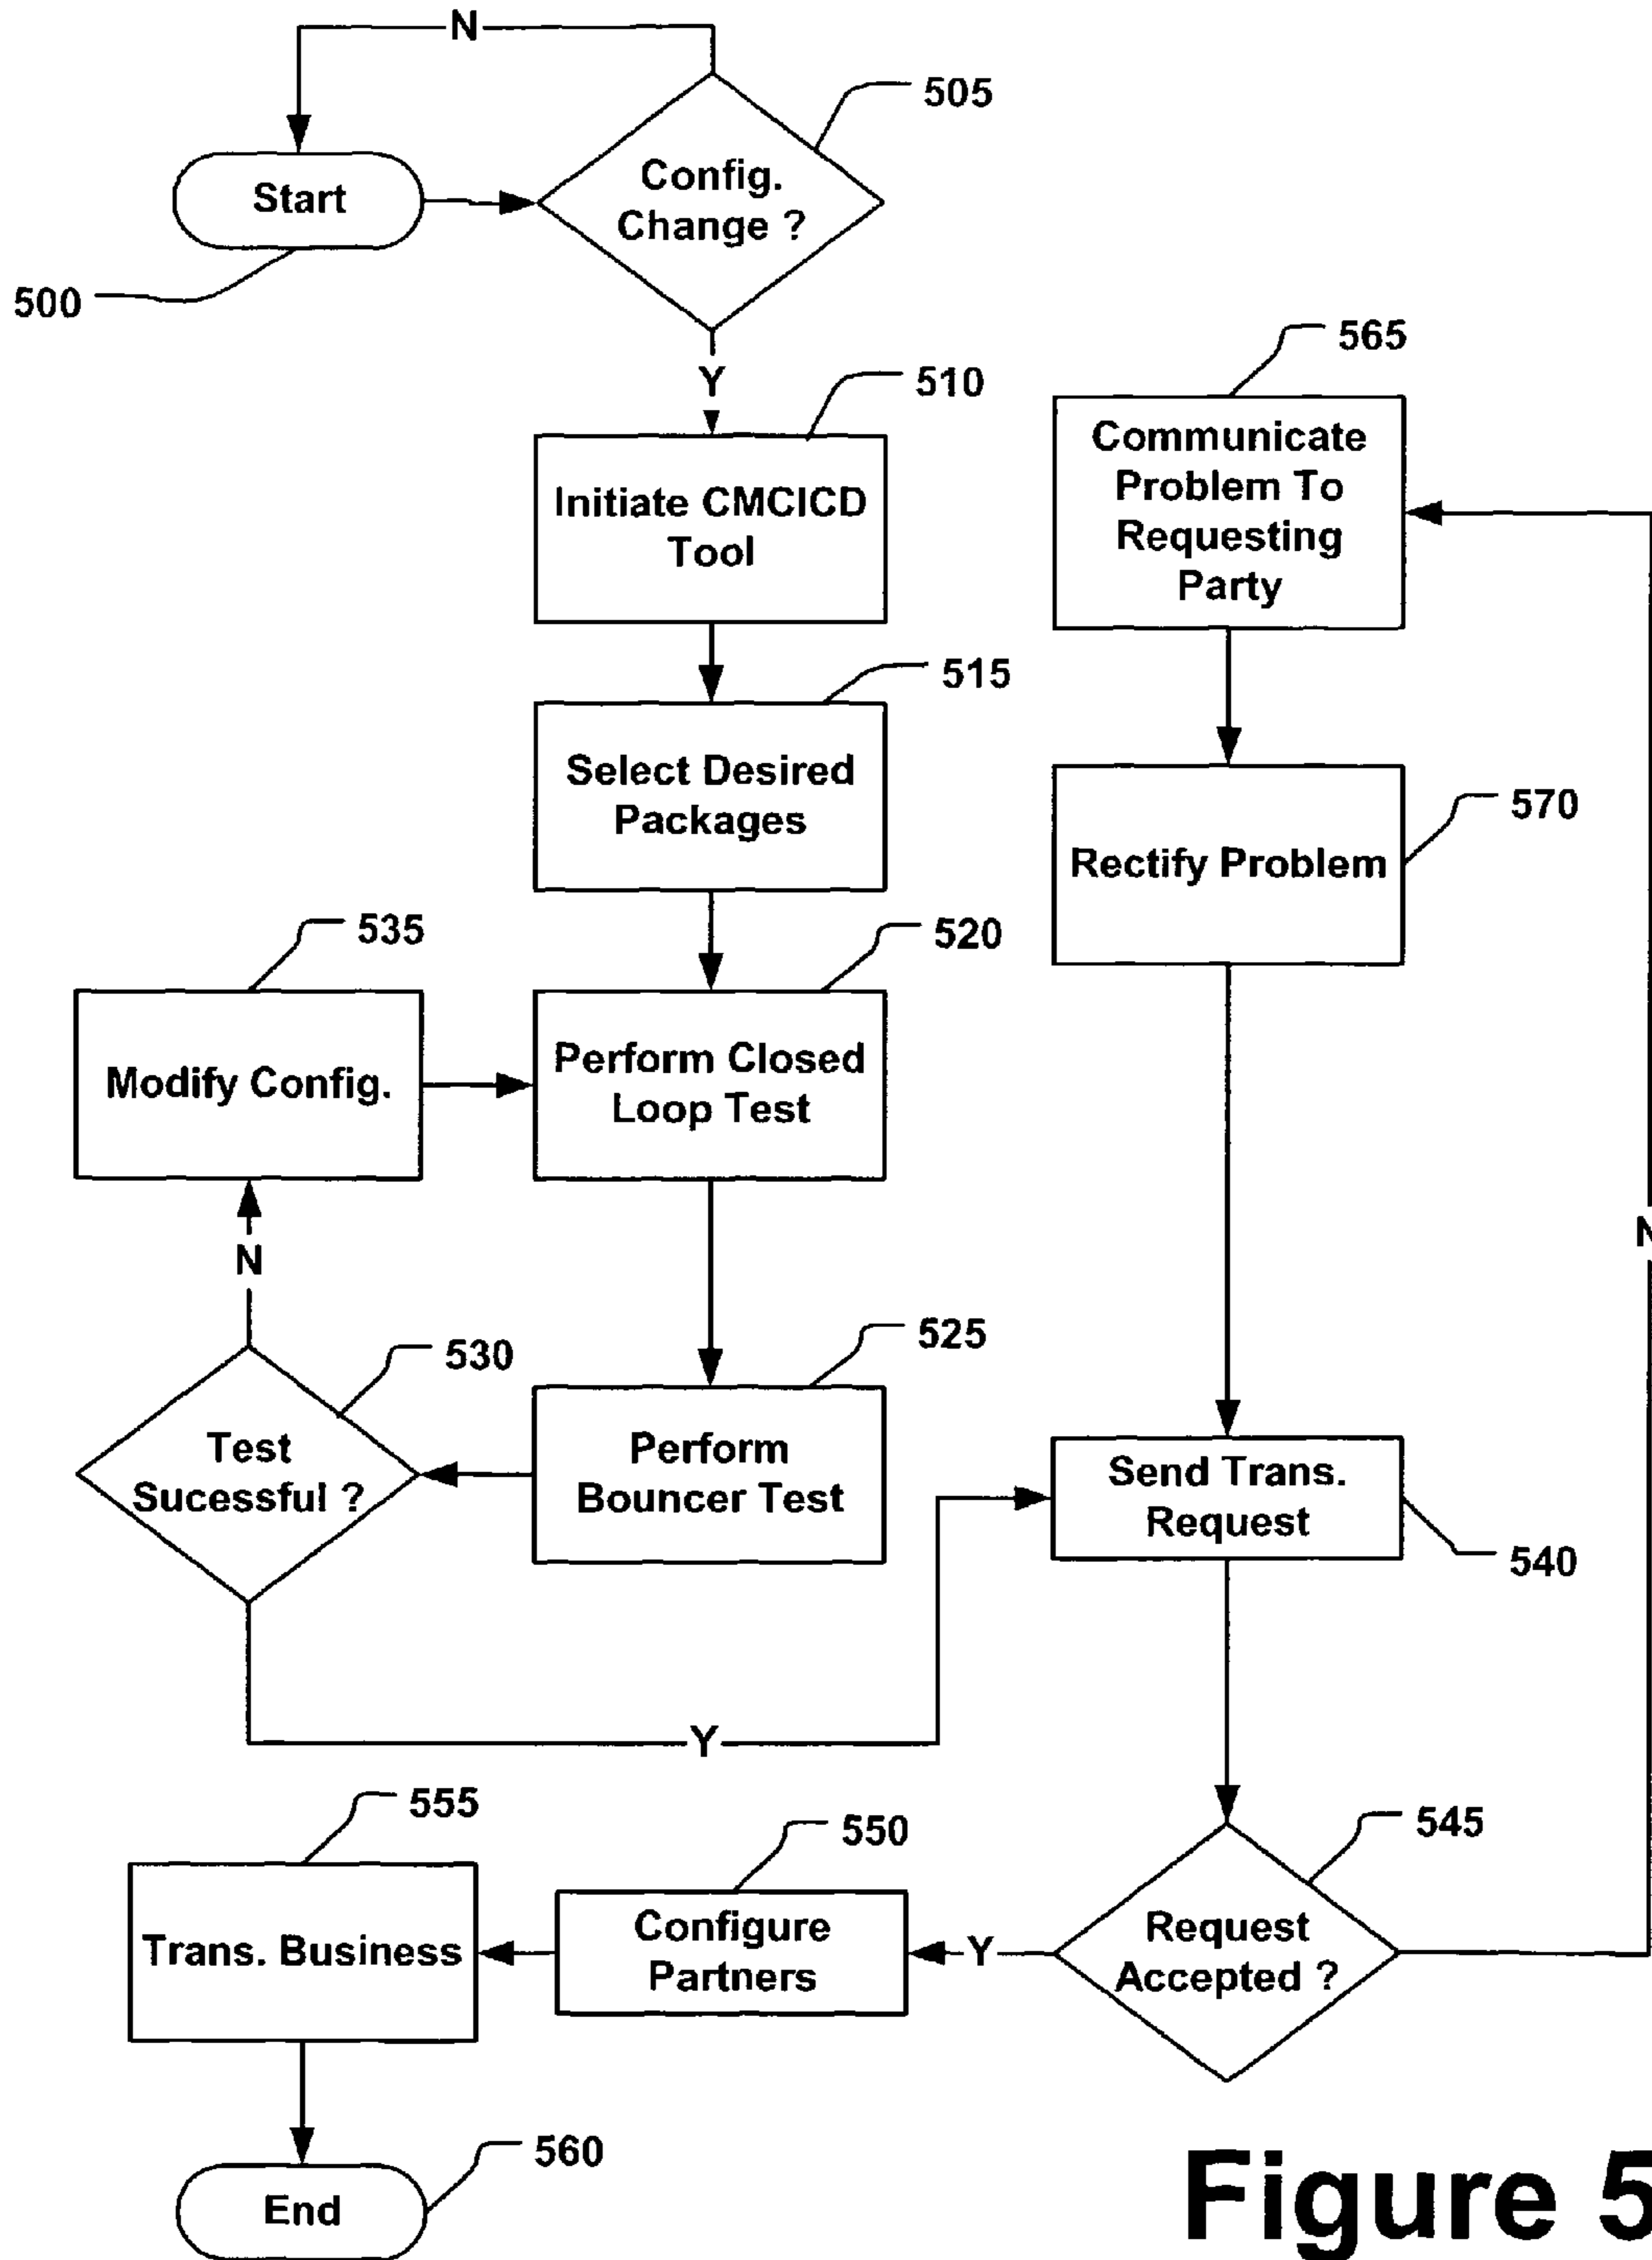 N
505
Start
Config.
Change ?
500
Y
510
Initiate CMCICD
Tool
565
Communicate
Problem To
Requesting
Party
515
Select Desired
Packages
570
Rectify Problem
535
Modify Config.
520
Perform Closed
Loop Test
N
N
530
Test
Sucessful ?
525
Perform
Bouncer Test
Send Trans.
Request
540
Y
555
Trans. Business
550
Configure
Partners
Y
545
Request
Accepted ?
560
End
Figure 5